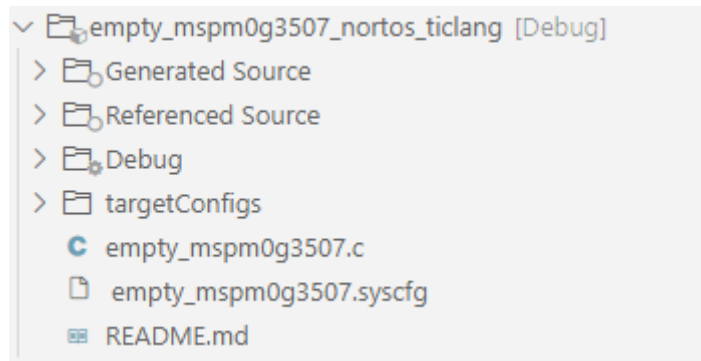 empty_mspm0g3507_nortos_ticlang [Debug]
Generated Source
Referenced Source
Debug
targetConfigs
C empty_mspm0g3507.c
empty_mspm0g3507.syscfg
README.md